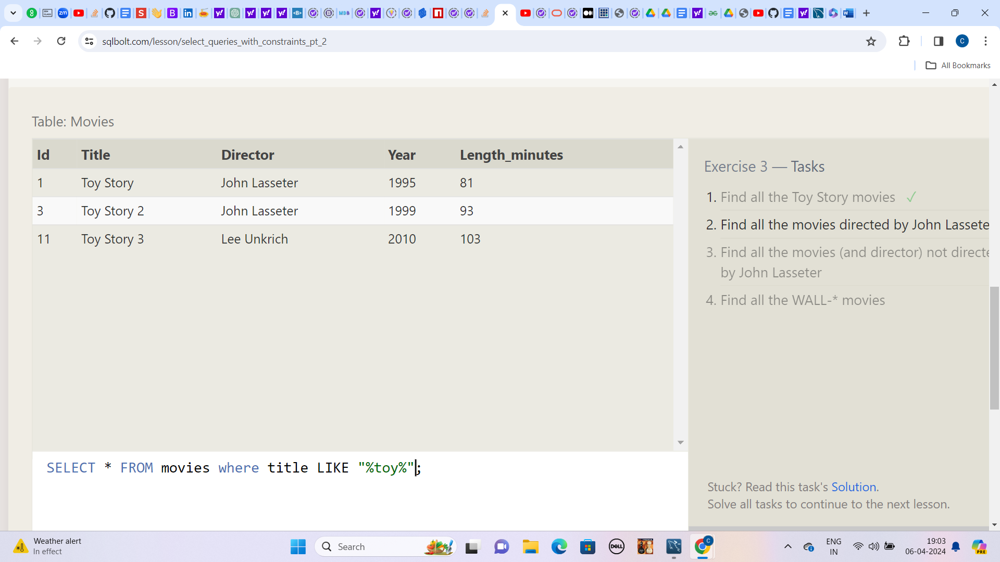 sqlbolt.com/lesson/select_queries_with_constraints_pt_2
C
All Bookmarks
Table: Movies
Id Title Director Year Length_minutes
1 Toy Story John Lasseter 1995 81
3 Toy Story 2 John Lasseter 1999 93
11 Toy Story 3 Lee Unkrich 2010 103
Exercise 3 — Tasks
1. Find all the Toy Story movies ✓
2. Find all the movies directed by John Lassete
3. Find all the movies (and director) not directe
by John Lasseter
4. Find all the WALL-* movies
SELECT * FROM movies where title LIKE "%toy%";
Stuck? Read this task's Solution.
Solve all tasks to continue to the next lesson.
Weather alert
In effect
Search
DELL
C
ENG
IN
19:03
06-04-2024
PRE